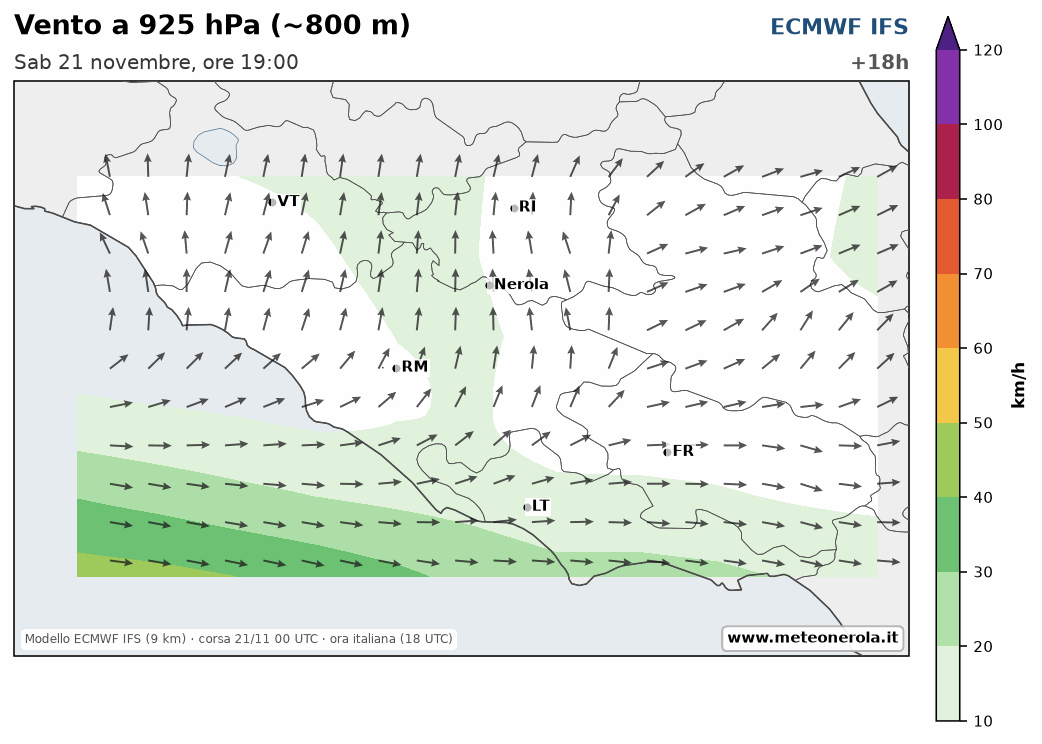 Vento a 925 hPa (~800 m)
ECMWF IFS
Sab 21 novembre, ore 19:00
+18h
VT
RI
Nerola
RM
FR
LT
Modello ECMWF IFS (9 km) · corsa 21/11 00 UTC · ora italiana (18 UTC)
www.meteonerola.it
120
100
80
70
60
50
40
30
20
10
km/h